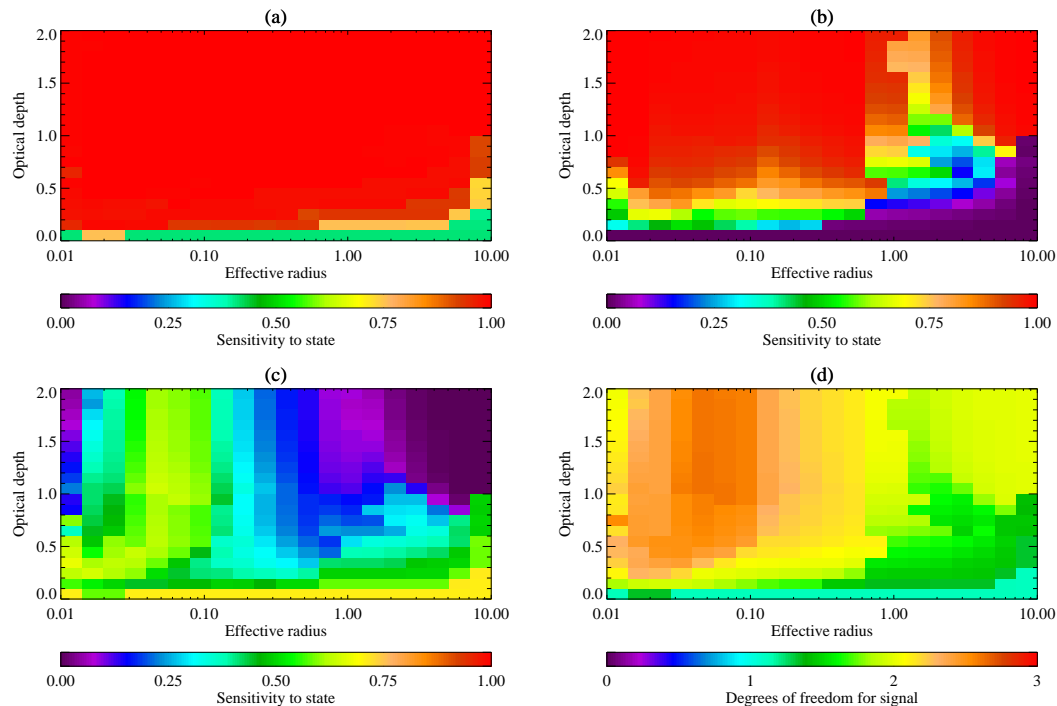 (a)
2.0
1.5
1.0
0.5
0.0
Optical depth
0.01 0.10 1.00 10.00
Effective radius
0.00 0.25 0.50 0.75 1.00
Sensitivity to state
(b)
2.0
1.5
1.0
0.5
0.0
Optical depth
0.01 0.10 1.00 10.00
Effective radius
0.00 0.25 0.50 0.75 1.00
Sensitivity to state
(c)
2.0
1.5
1.0
0.5
0.0
Optical depth
0.01 0.10 1.00 10.00
Effective radius
0.00 0.25 0.50 0.75 1.00
Sensitivity to state
(d)
2.0
1.5
1.0
0.5
0.0
Optical depth
0.01 0.10 1.00 10.00
Effective radius
0 1 2 3
Degrees of freedom for signal